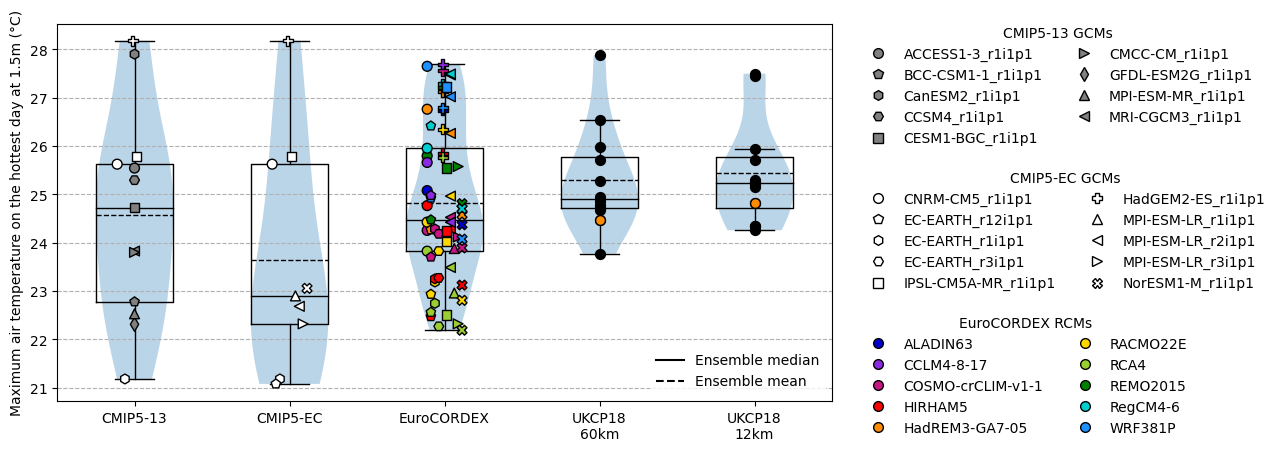 Maximum air temperature on the hottest day at 1.5m (°C)
28
27
26
25
24
23
22
21
Ensemble median
Ensemble mean
CMIP5-13
CMIP5-EC
EuroCORDEX
UKCP18
60km
UKCP18
12km
CMIP5-13 GCMs
ACCESS1-3_r1i1p1
BCC-CSM1-1_r1i1p1
CanESM2_r1i1p1
CCSM4_r1i1p1
CESM1-BGC_r1i1p1
CMCC-CM_r1i1p1
GFDL-ESM2G_r1i1p1
MPI-ESM-MR_r1i1p1
MRI-CGCM3_r1i1p1
CMIP5-EC GCMs
CNRM-CM5_r1i1p1
EC-EARTH_r12i1p1
EC-EARTH_r1i1p1
EC-EARTH_r3i1p1
IPSL-CM5A-MR_r1i1p1
HadGEM2-ES_r1i1p1
MPI-ESM-LR_r1i1p1
MPI-ESM-LR_r2i1p1
MPI-ESM-LR_r3i1p1
NorESM1-M_r1i1p1
EuroCORDEX RCMs
ALADIN63
CCLM4-8-17
COSMO-crCLIM-v1-1
HIRHAM5
HadREM3-GA7-05
RACMO22E
RCA4
REMO2015
RegCM4-6
WRF381P